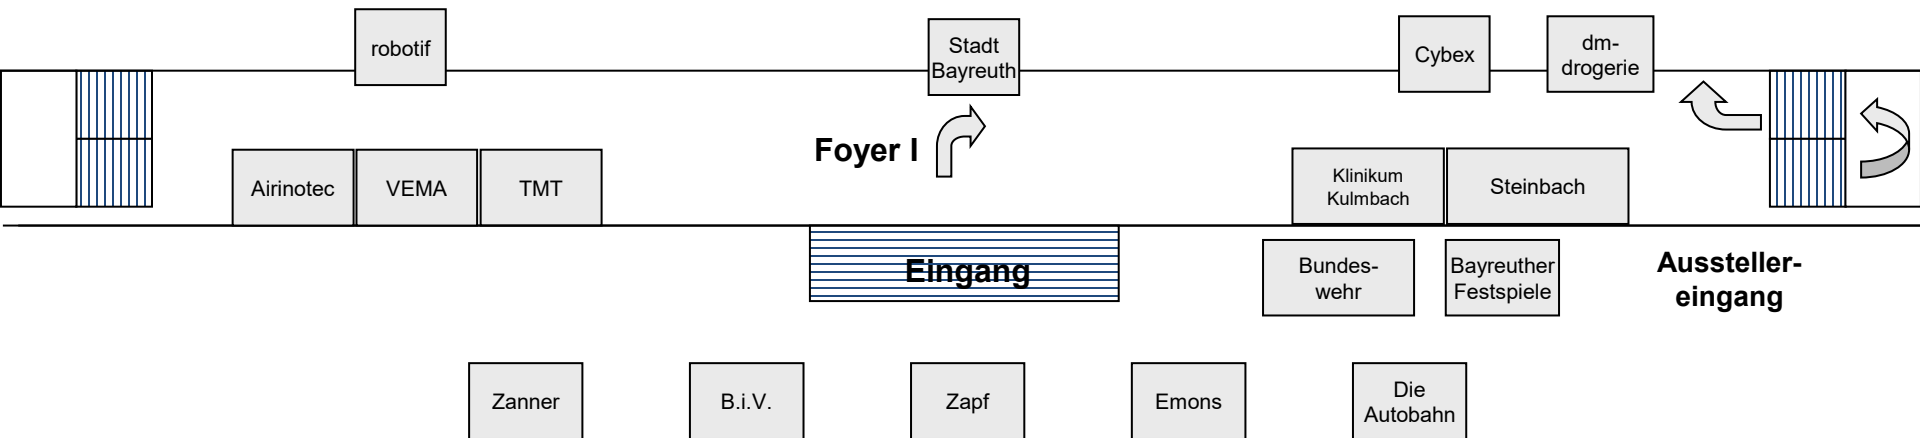 robotif
Stadt
Bayreuth
Cybex
dm-
drogerie
Foyer I
Airinotec
VEMA
TMT
Klinikum
Kulmbach
Steinbach
Eingang
Bundes-
wehr
Bayreuther
Festspiele
Aussteller-
eingang
Zanner
B.i.V.
Zapf
Emons
Die
Autobahn